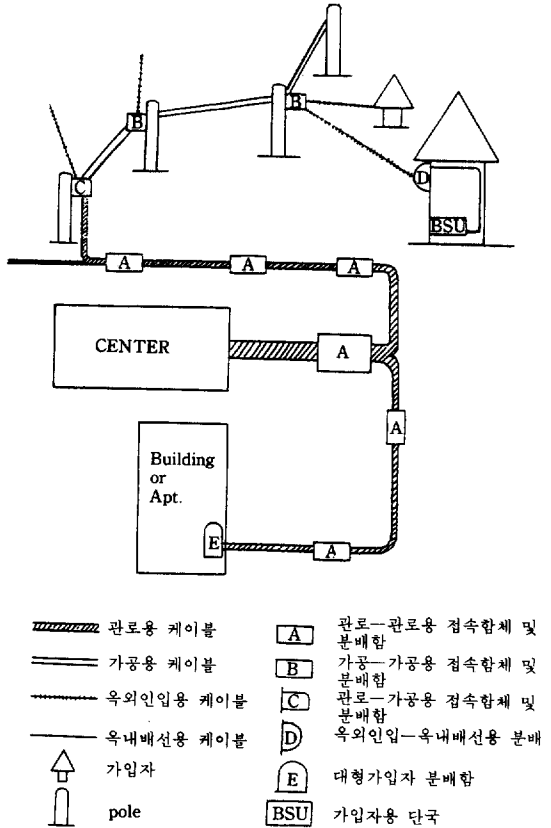 B
B
C
D
BSU
A
A
A
CENTER
A
A
Building
or
Apt.
E
A
관로용 케이블
A
관로—관로용 접속함체 및
분배함
가공용 케이블
B
가공—가공용 접속함체 및
분배함
옥외인입용 케이블
C
관로—가공용 접속함체 및
분배함
옥내배선용 케이블
D
옥외인입—옥내배선용 분배
가입자
E
대형가입자 분배함
pole
BSU
가입자용 단국